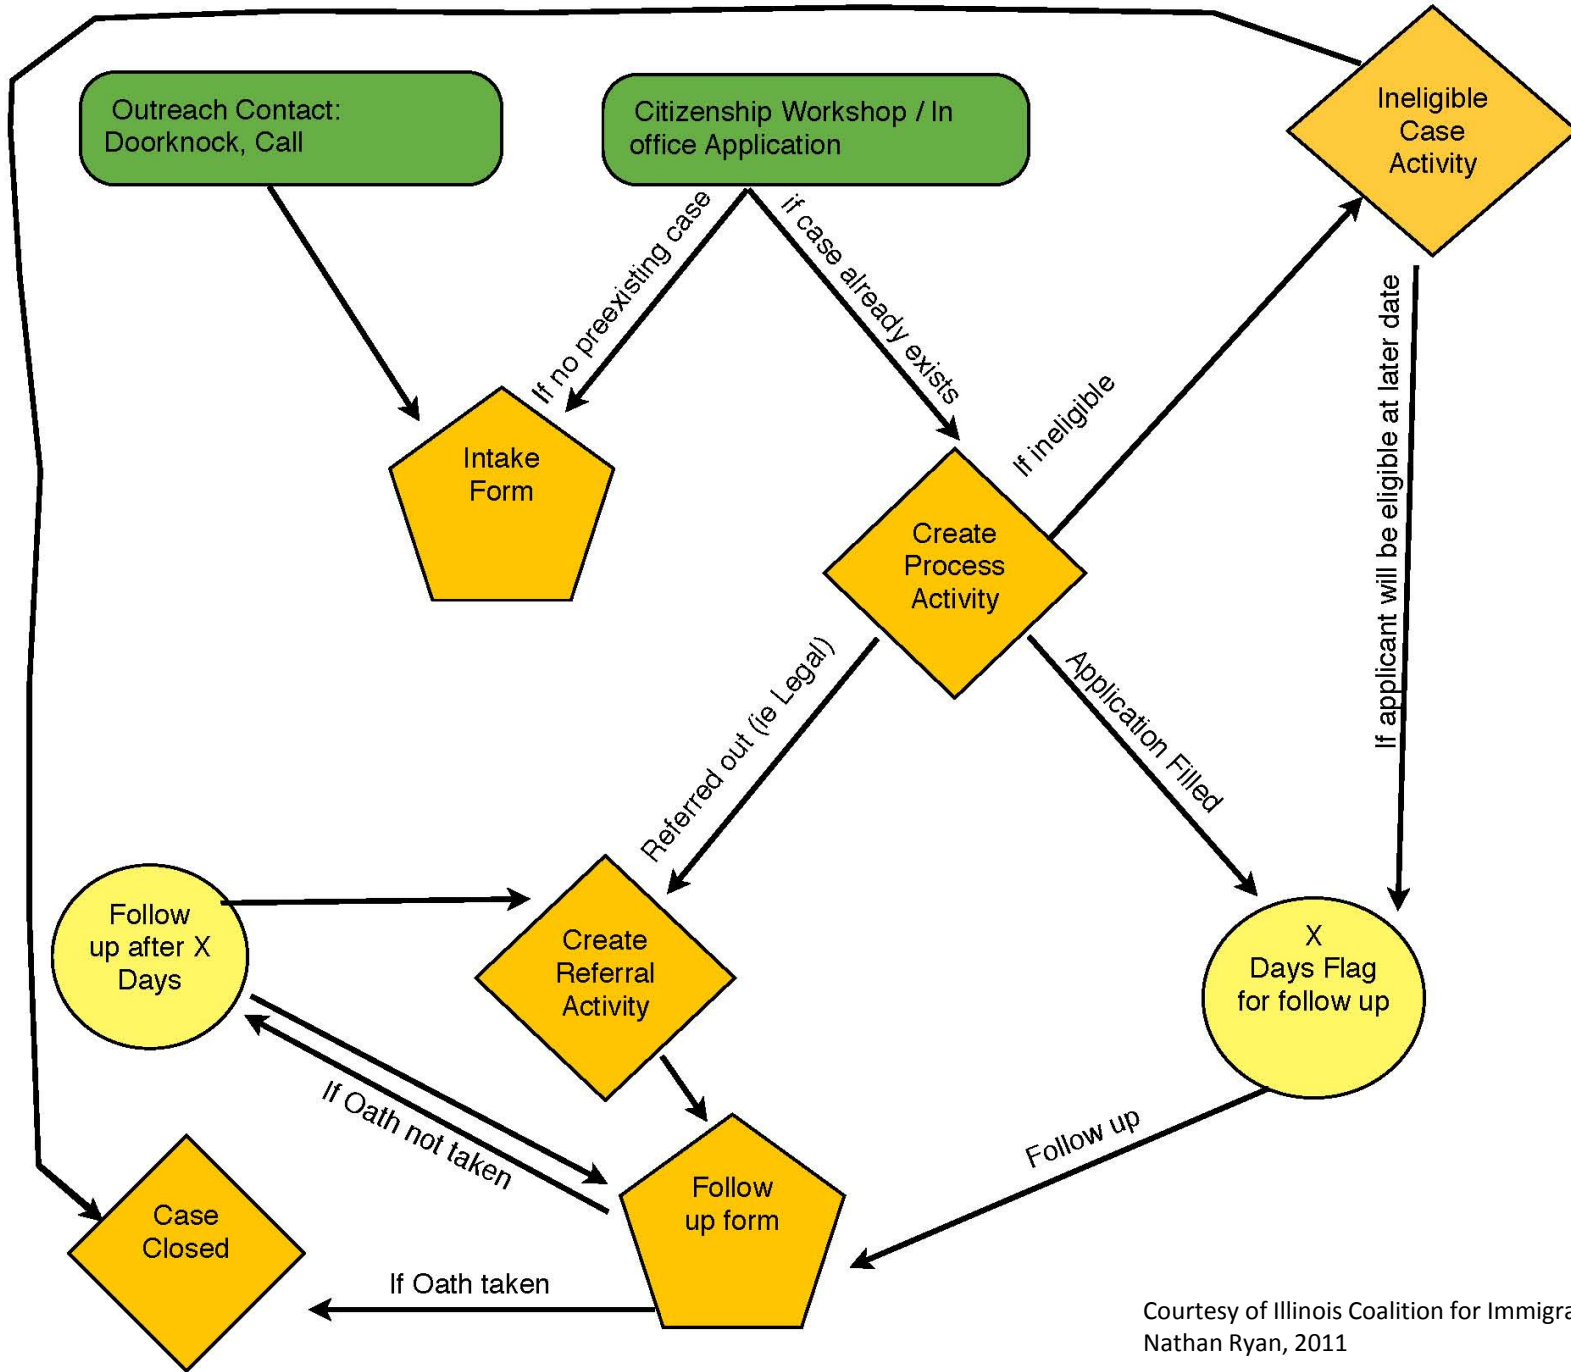 Outreach Contact:
Doorknock, Call
Citizenship Workshop / In
office Application
Ineligible
Case
Activity
If no preexisting case
if case already exists
If ineligible
If applicant will be eligible at later date
Intake
Form
Create
Process
Activity
Referred out (ie Legal)
Application Filled
Follow
up after X
Days
Create
Referral
Activity
X
Days Flag
for follow up
If Oath not taken
Follow up
Follow
up form
Case
Closed
If Oath taken
Courtesy of Illinois Coalition for Immigra
Nathan Ryan, 2011